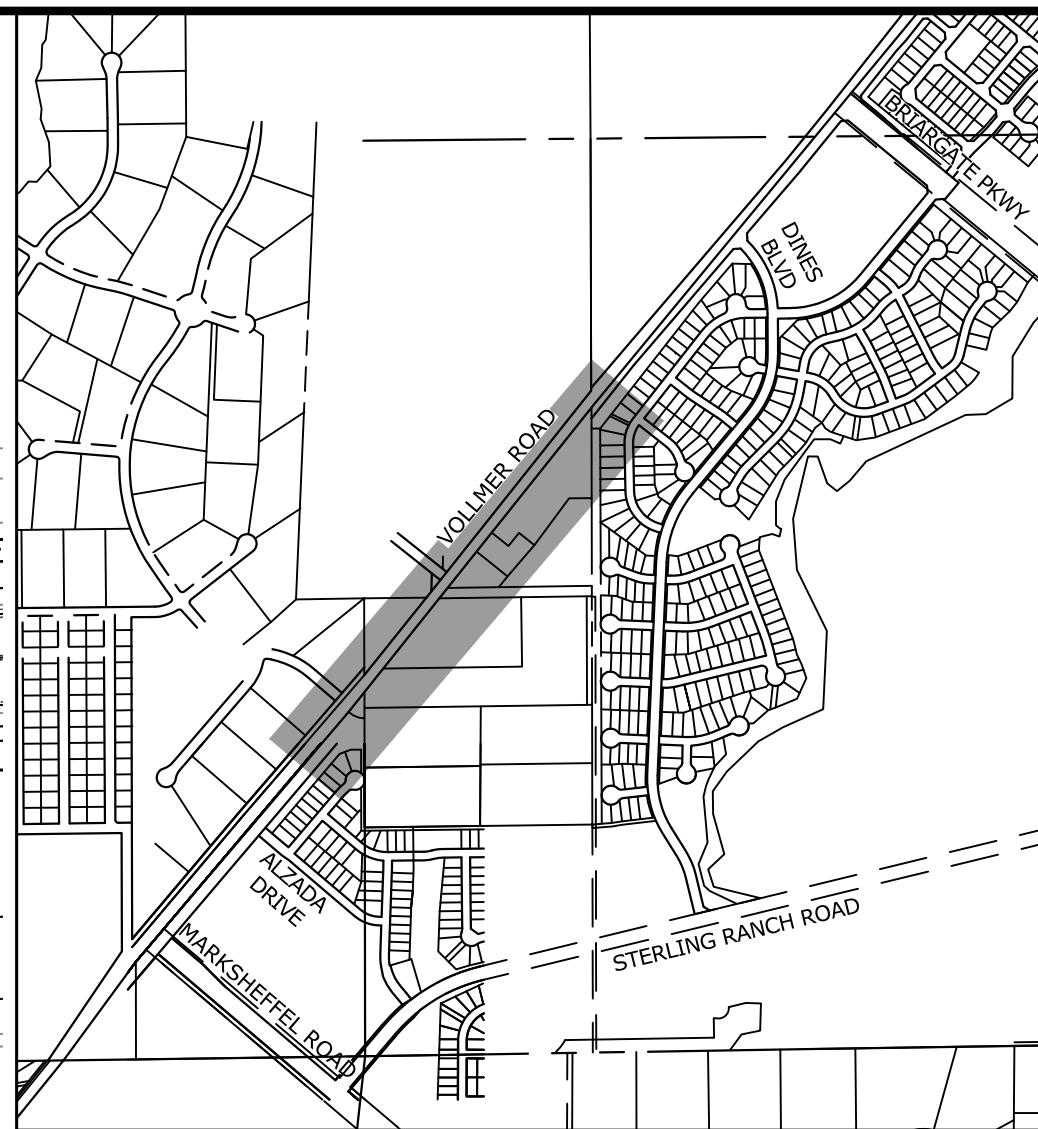 BRIARGATE PKWY
DINES
BLVD
VOLLMER ROAD
ALZADA
DRIVE
MARKSHEFFEL ROAD
STERLING RANCH ROAD